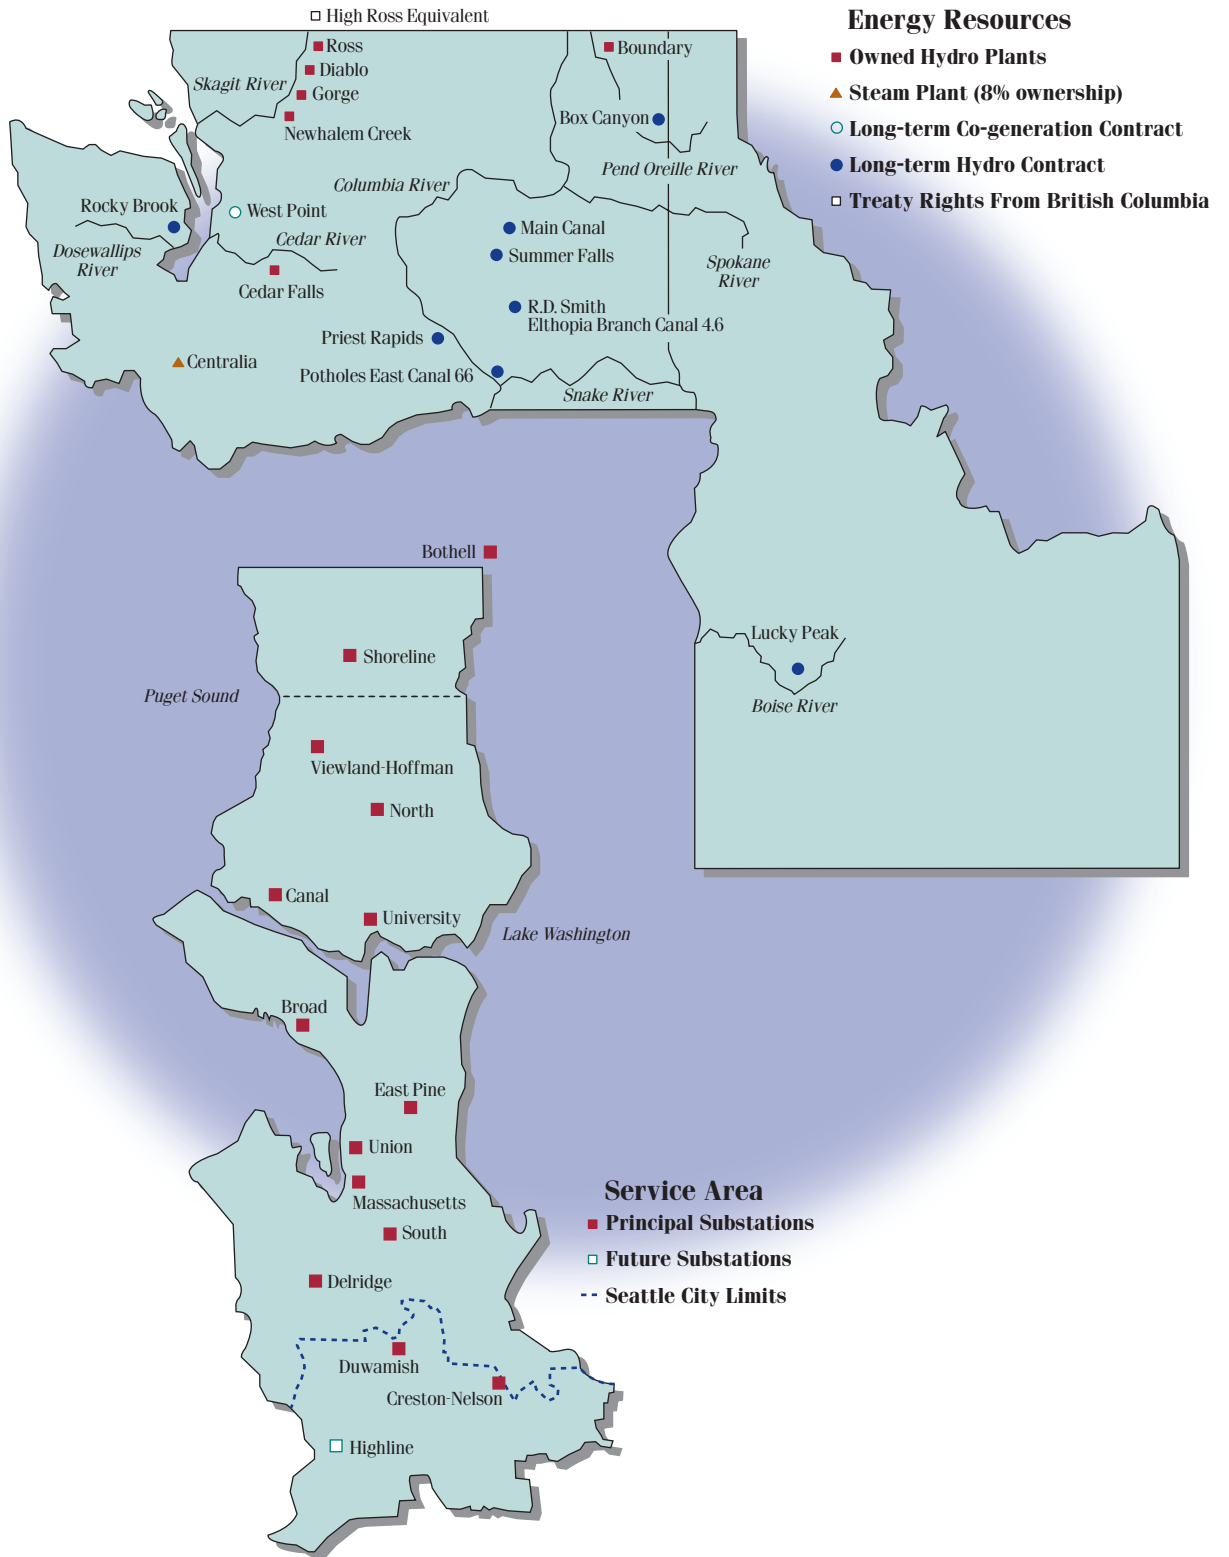 High Ross Equivalent
Energy Resources
Owned Hydro Plants
Steam Plant (8% ownership)
Long-term Co-generation Contract
Long-term Hydro Contract
Treaty Rights From British Columbia
Ross
Diablo
Skagit River
Gorge
Newhalem Creek
Boundary
Box Canyon
Pend Oreille River
Columbia River
Rocky Brook
West Point
Cedar River
Dosewallips
River
Cedar Falls
Main Canal
Summer Falls
Spokane
River
R.D. Smith
Elthopia Branch Canal 4.6
Priest Rapids
Centralia
Potholes East Canal 66
Snake River
Bothell
Shoreline
Puget Sound
Lucky Peak
Boise River
Viewland-Hoffman
North
Canal
University
Lake Washington
Broad
East Pine
Union
Massachusetts
South
Delridge
Service Area
Principal Substations
Future Substations
Seattle City Limits
Duwamish
Creston-Nelson
Highline